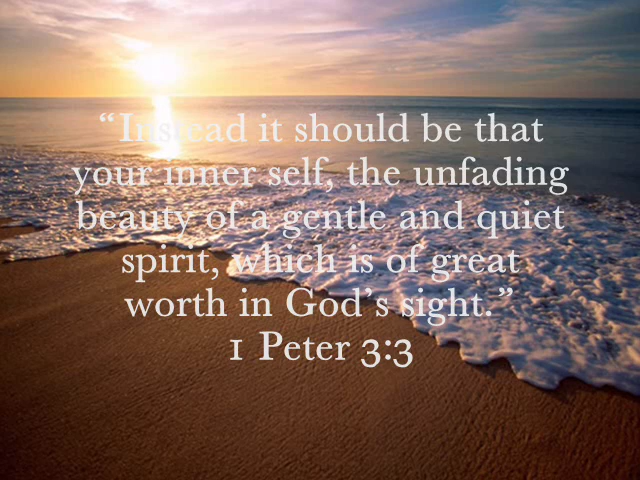 “Instead it should be that
your inner self, the unfading
beauty of a gentle and quiet
spirit, which is of great
worth in God’s sight.”
1 Peter 3:3